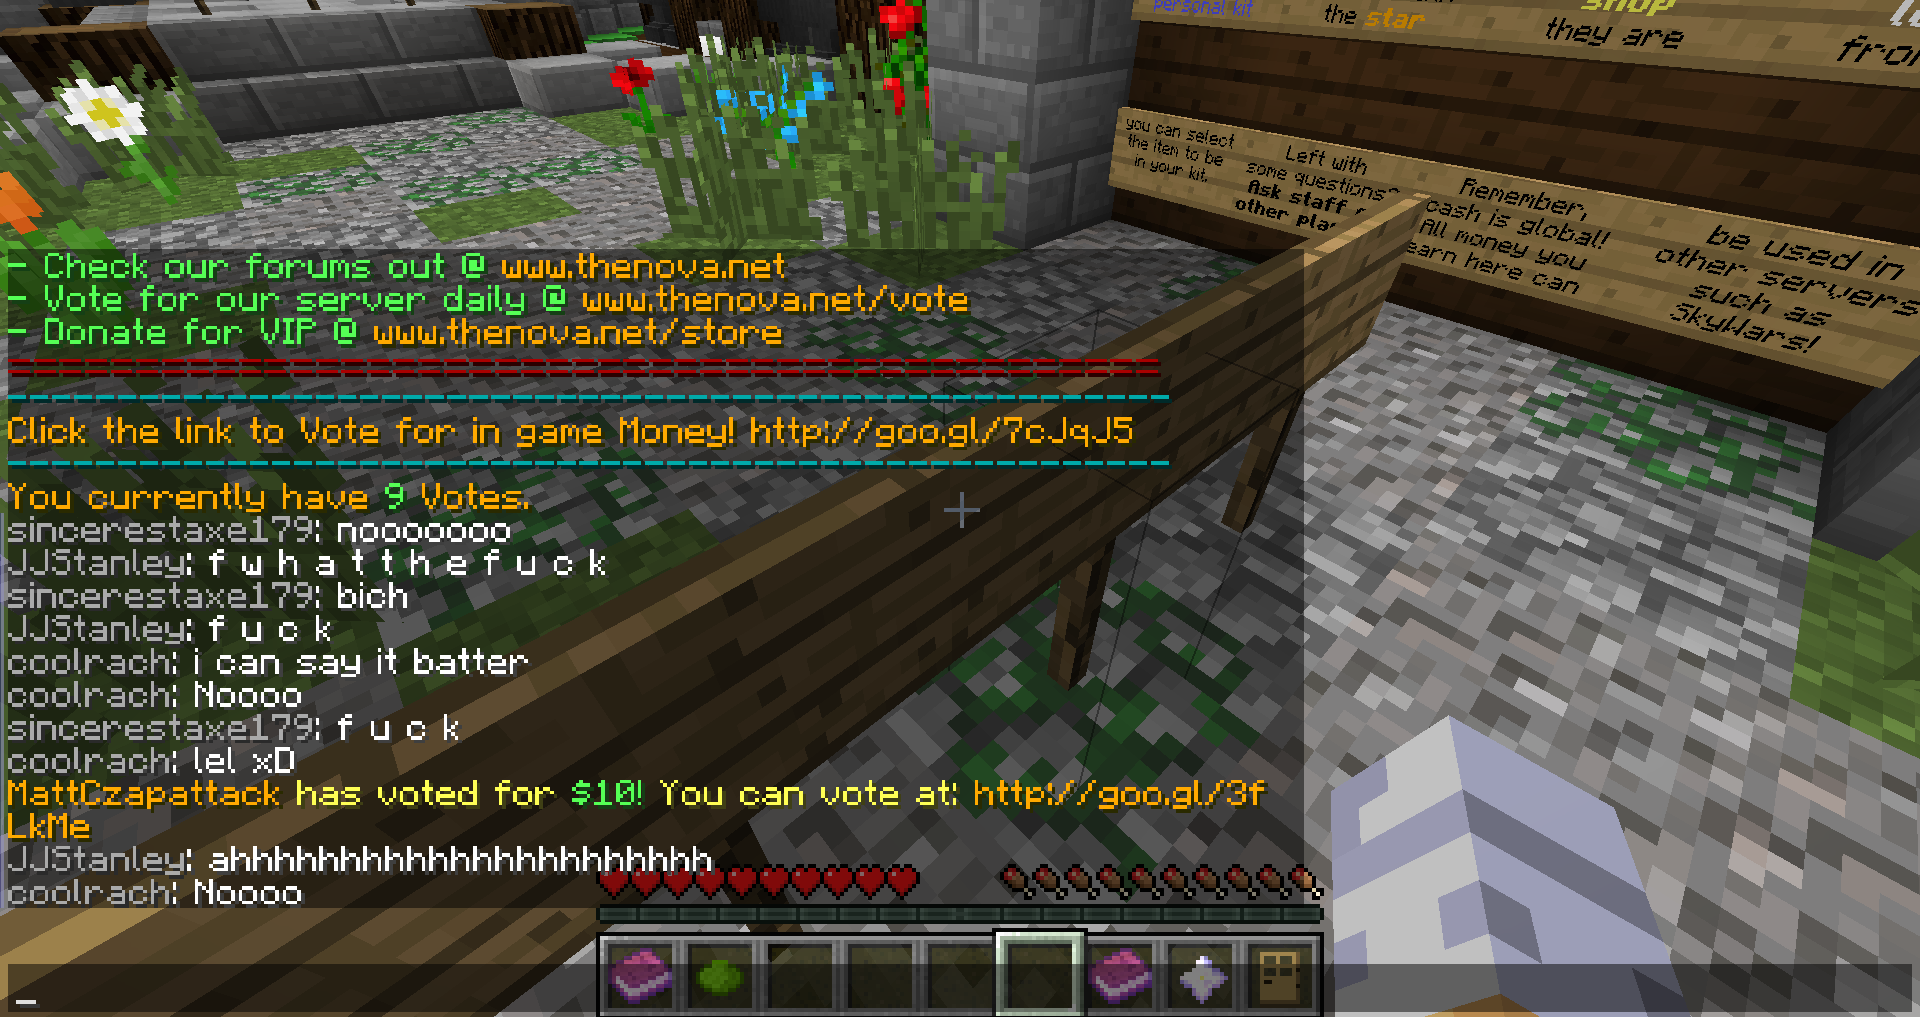 personal kit
the star
shop
they are
from
you can select
the item to be
in your kit.
Left with
some questions?
Ask staff
other
Remember,
cash is global!
All money you
earn here can
be used in
other servers
such as
SkyWars!
- Check our forums out @ www.thenova.net
- Vote for our server daily @ www.thenova.net/vote
- Donate for VIP @ www.thenova.net/store
Click the link to Vote for in game Money! http://goo.gl/7cJqJ5
You currently have 9 Votes.
sincerestaxe179: nooooooo
JJStanley: f w h a t t h e f u c k
sincerestaxe179: bich
JJStanley: f u c k
coolrach: i can say it batter
coolrach: Noooo
sincerestaxe179: f u c k
coolrach: lel xD
MattCzapattack has voted for $10! You can vote at: http://goo.gl/3f
LkMe
JJStanley: ahhhhhhhhhhhhhhhhhhhhhhh
coolrach: Noooo